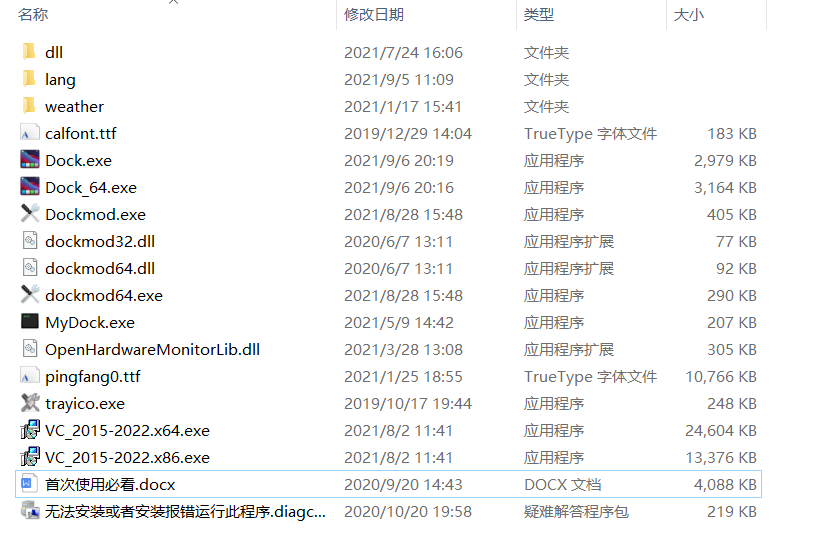 名称 修改日期 类型 大小
dll 2021/7/24 16:06 文件夹
lang 2021/9/5 11:09 文件夹
weather 2021/1/17 15:41 文件夹
calfont.ttf 2019/12/29 14:04 TrueType 字体文件 183 KB
Dock.exe 2021/9/6 20:19 应用程序 2,979 KB
Dock_64.exe 2021/9/6 20:16 应用程序 3,164 KB
Dockmod.exe 2021/8/28 15:48 应用程序 405 KB
dockmod32.dll 2020/6/7 13:11 应用程序扩展 77 KB
dockmod64.dll 2020/6/7 13:11 应用程序扩展 92 KB
dockmod64.exe 2021/8/28 15:48 应用程序 290 KB
MyDock.exe 2021/5/9 14:42 应用程序 207 KB
OpenHardwareMonitorLib.dll 2021/3/28 13:08 应用程序扩展 305 KB
pingfang0.ttf 2021/1/25 18:55 TrueType 字体文件 10,766 KB
trayico.exe 2019/10/17 19:44 应用程序 248 KB
VC_2015-2022.x64.exe 2021/8/2 11:41 应用程序 24,604 KB
VC_2015-2022.x86.exe 2021/8/2 11:41 应用程序 13,376 KB
首次使用必看.docx 2020/9/20 14:43 DOCX 文档 4,088 KB
无法安装或者安装报错运行此程序.diagc... 2020/10/20 19:58 疑难解答程序包 219 KB